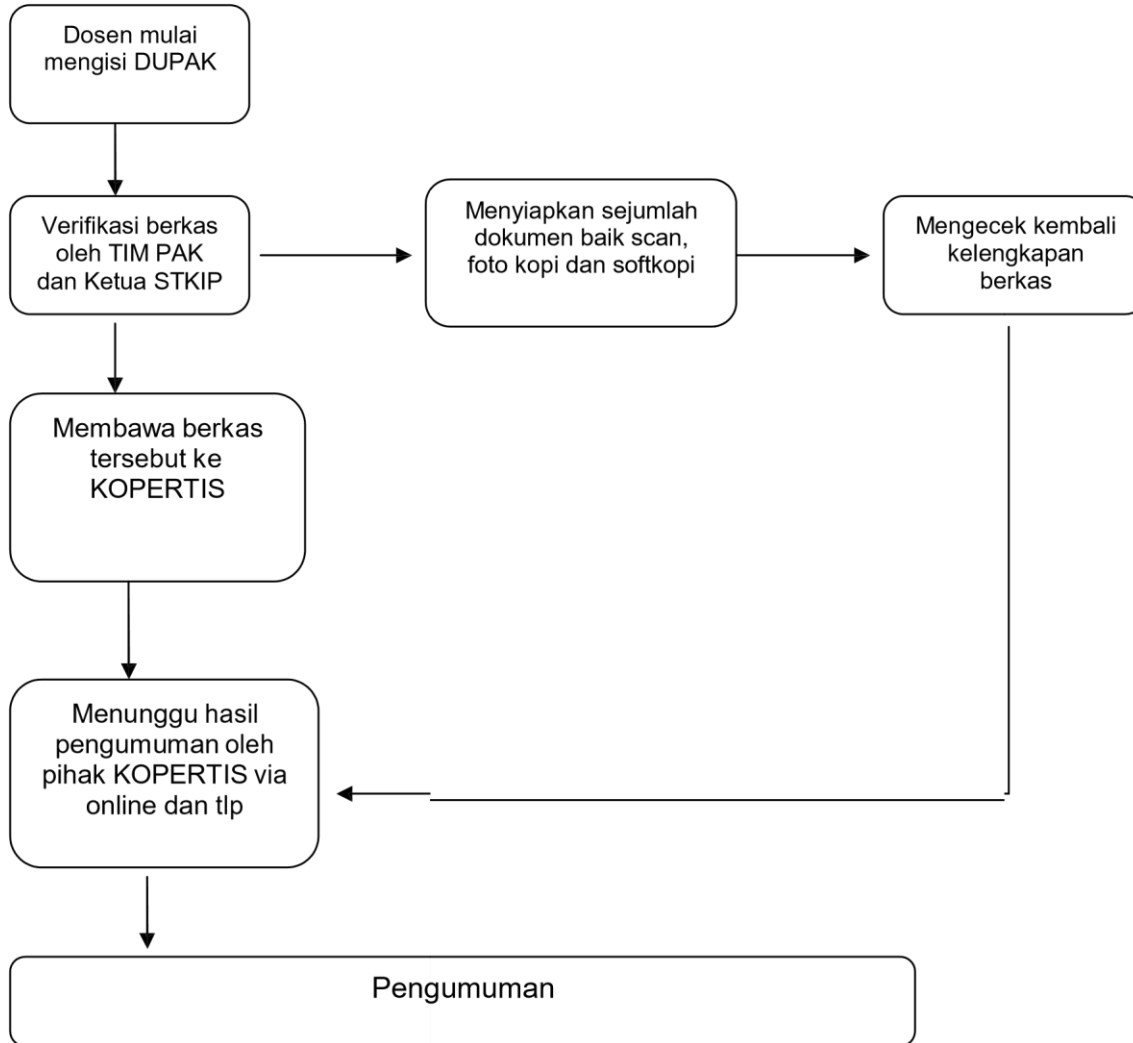 Dosen mulai
mengisi DUPAK
Verifikasi berkas
oleh TIM PAK
dan Ketua STKIP
Menyiapkan sejumlah
dokumen baik scan,
foto kopi dan softkopi
Mengecek kembali
kelengkapan
berkas
Membawa berkas
tersebut ke
KOPERTIS
Menunggu hasil
pengumuman oleh
pihak KOPERTIS via
online dan tlp
Pengumuman